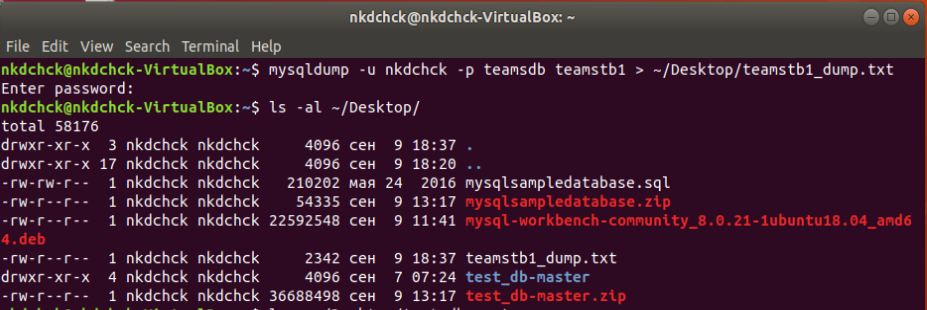 nkdchck@nkdchck-VirtualBox: ~
File Edit View Search Terminal Help
nkdchck@nkdchck-VirtualBox:~$ mysqldump -u nkdchck -p teamsdb teamstb1 > ~/Desktop/teamstb1_dump.txt
Enter password:
nkdchck@nkdchck-VirtualBox:~$ ls -al ~/Desktop/
total 58176
drwxr-xr-x  3 nkdchck nkdchck     4096 сен  9 18:37 .
drwxr-xr-x 17 nkdchck nkdchck     4096 сен  9 18:20 ..
-rw-rw-r--  1 nkdchck nkdchck   210202 мая 24  2016 mysqlsampledatabase.sql
-rw-r--r--  1 nkdchck nkdchck    54335 сен  9 13:17 mysqlsampledatabase.zip
-rw-r--r--  1 nkdchck nkdchck 22592548 сен  9 11:41 mysql-workbench-community_8.0.21-1ubuntu18.04_amd6
4.deb
-rw-r--r--  1 nkdchck nkdchck     2342 сен  9 18:37 teamstb1_dump.txt
drwxr-xr-x  4 nkdchck nkdchck     4096 сен  7 07:24 test_db-master
-rw-r--r--  1 nkdchck nkdchck 36688498 сен  9 13:17 test_db-master.zip